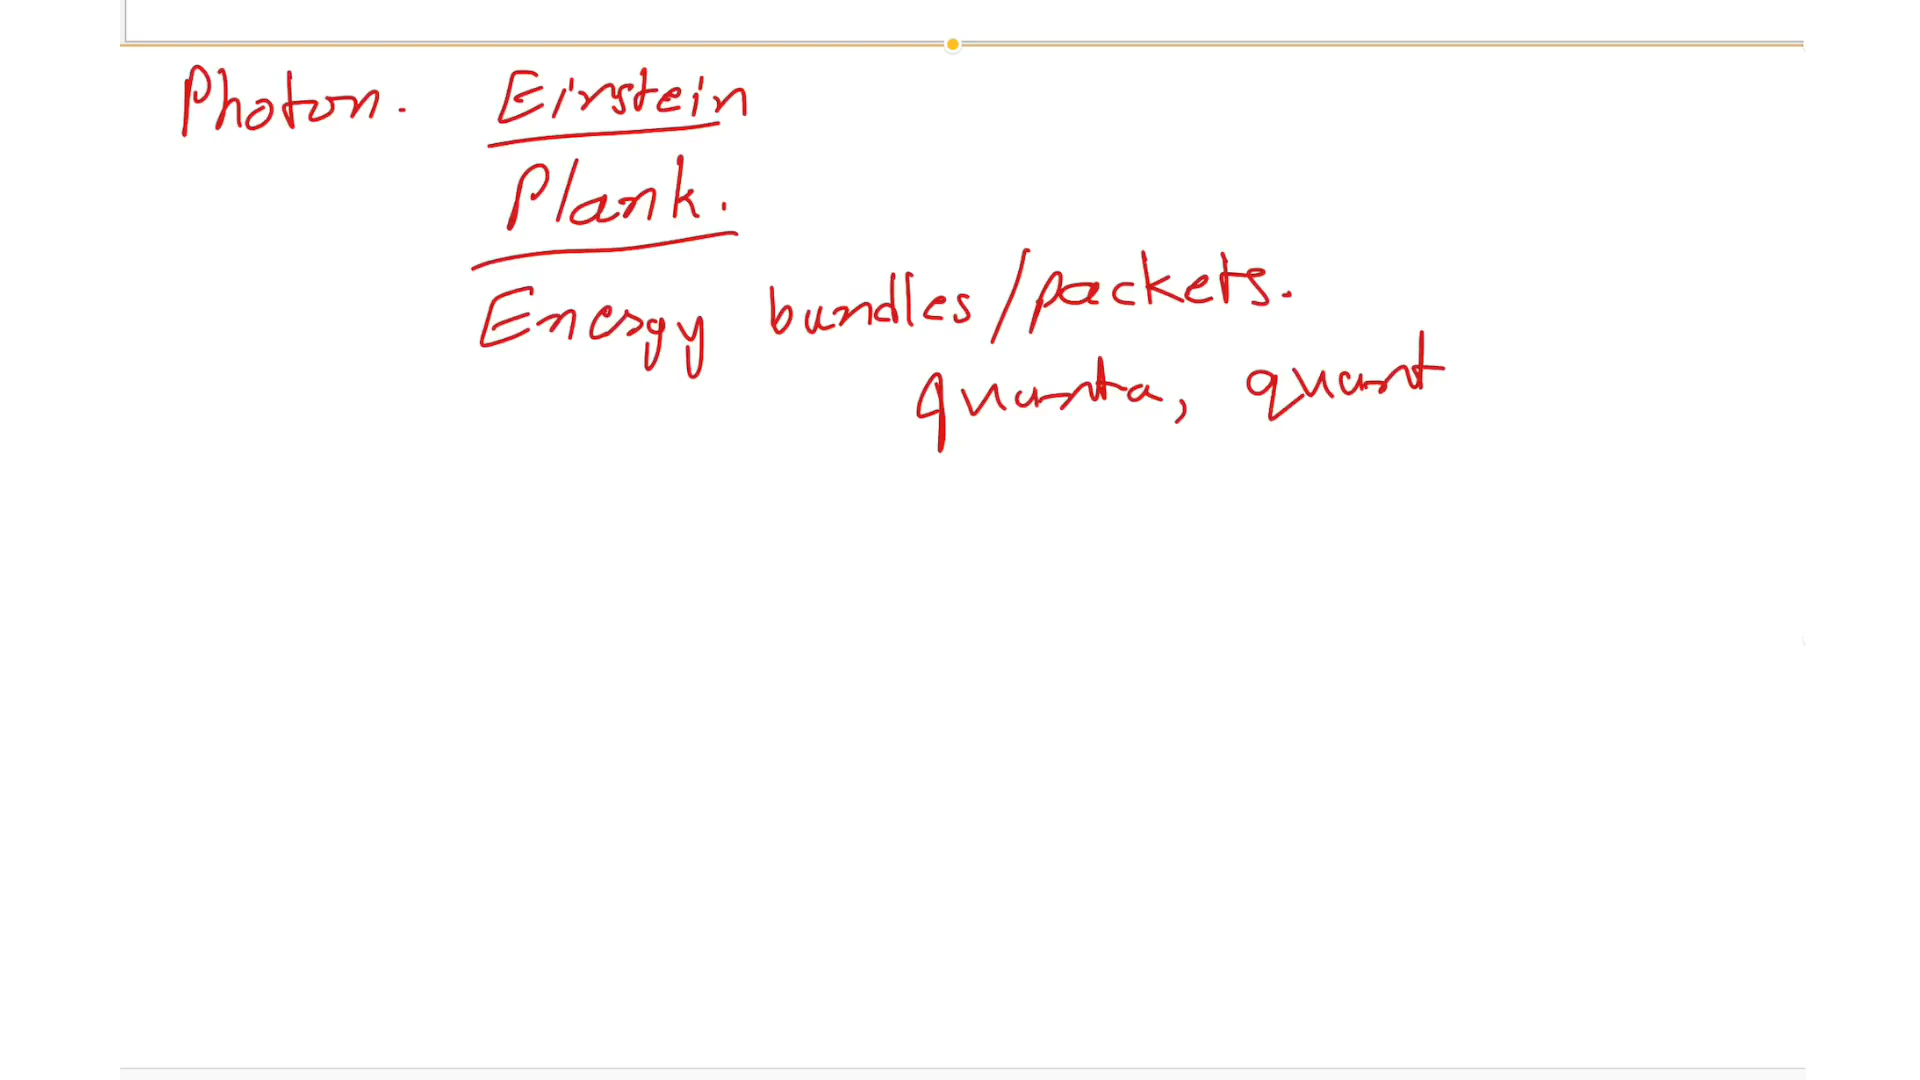 Photon. Einstein
Plank.
Energy bundles/packets.
quanta, quant